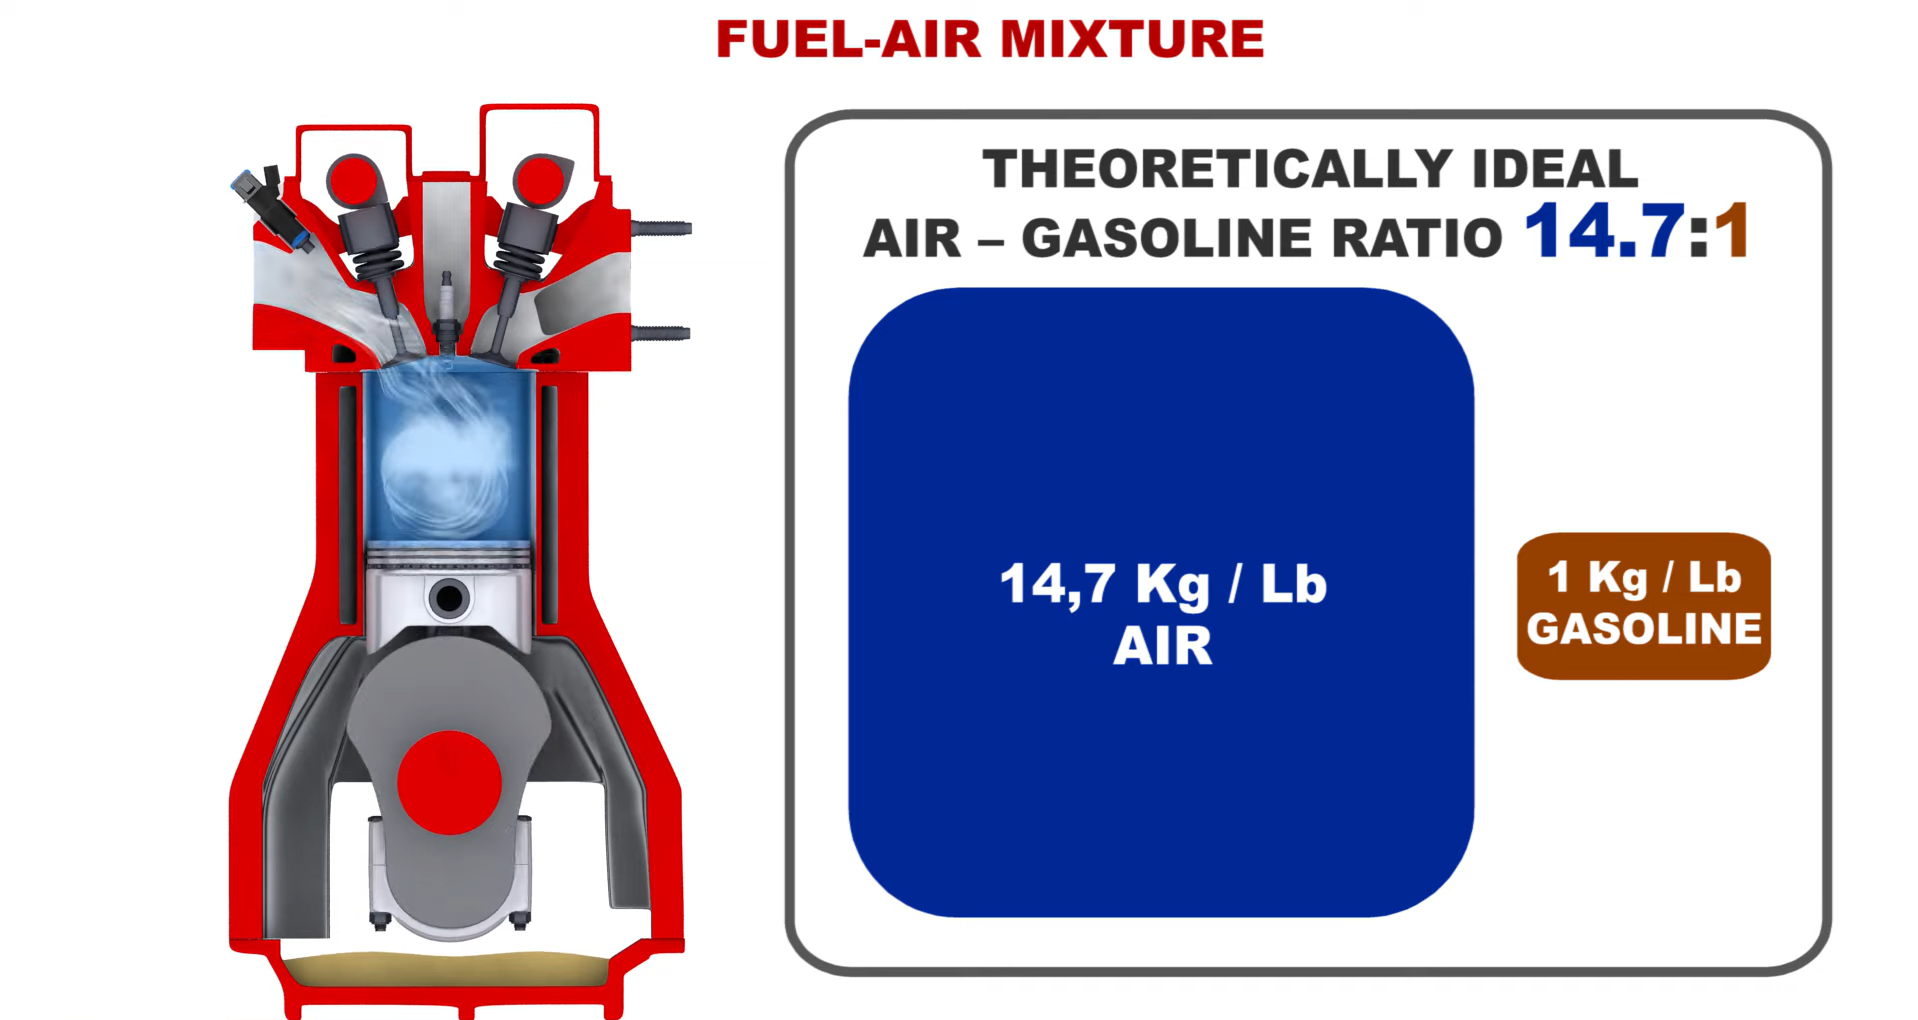 FUEL-AIR MIXTURE
THEORETICALLY IDEAL
AIR – GASOLINE RATIO 14.7:1
14,7 Kg / Lb
AIR
1 Kg / Lb
GASOLINE